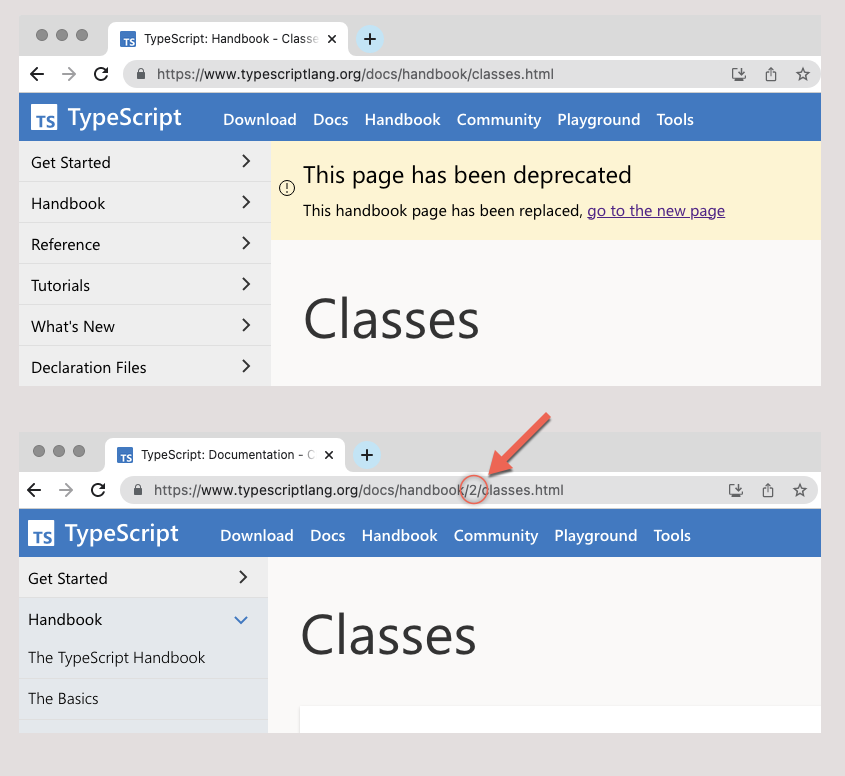 TS TypeScript: Handbook - Classe
https://www.typescriptlang.org/docs/handbook/classes.html
TS TypeScript Download Docs Handbook Community Playground Tools
Get Started
Handbook
Reference
Tutorials
What's New
Declaration Files
This page has been deprecated
This handbook page has been replaced, go to the new page
Classes
TS TypeScript: Documentation - C
https://www.typescriptlang.org/docs/handbook/2/classes.html
TS TypeScript Download Docs Handbook Community Playground Tools
Get Started
Handbook
The TypeScript Handbook
The Basics
Classes